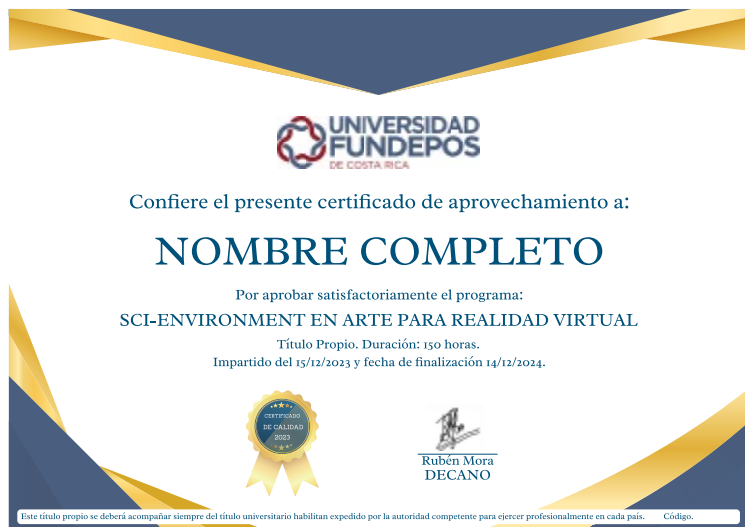 UNIVERSIDAD
FUNDEPOS
DE COSTA RICA
Confiere el presente certificado de aprovechamiento a:
NOMBRE COMPLETO
Por aprobar satisfactoriamente el programa:
SCI-ENVIRONMENT EN ARTE PARA REALIDAD VIRTUAL
Título Propio. Duración: 150 horas.
Impartido del 15/12/2023 y fecha de finalización 14/12/2024.
CERTIFICADO
DE CALIDAD
2023
Rubén Mora
DECANO
Este título propio se deberá acompañar siempre del título universitario habilitan expedido por la autoridad competente para ejercer profesionalmente en cada país. Código.